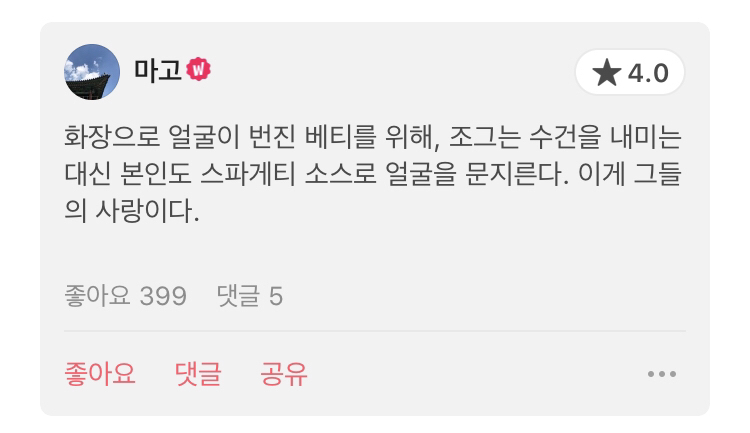 마고
★ 4.0
화장으로 얼굴이 번진 베티를 위해, 조그는 수건을 내미는
대신 본인도 스파게티 소스로 얼굴을 문지른다. 이게 그들
의 사랑이다.
좋아요 399 댓글 5
좋아요 댓글 공유